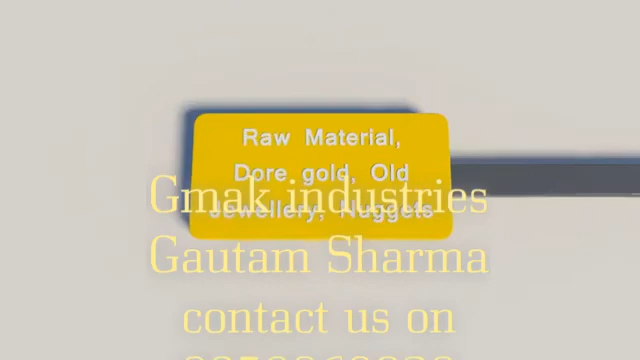 Raw Material,
Dore gold, Old
Jewellery, Nuggets
Gmak industries
Gautam Sharma
contact us on